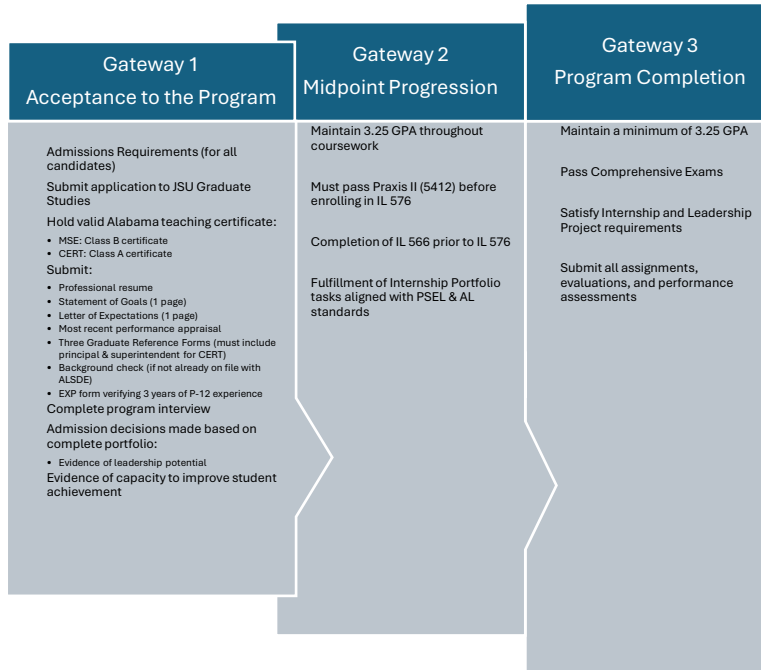 Gateway 1
Acceptance to the Program
Admissions Requirements (for all
candidates)
Submit application to JSU Graduate
Studies
Hold valid Alabama teaching certificate:
• MSE: Class B certificate
• CERT: Class A certificate
Submit:
• Professional resume
• Statement of Goals (1 page)
• Letter of Expectations (1 page)
• Most recent performance appraisal
• Three Graduate Reference Forms (must include
principal & superintendent for CERT)
• Background check (if not already on file with
ALSDE)
• EXP form verifying 3 years of P-12 experience
Complete program interview
Admission decisions made based on
complete portfolio:
• Evidence of leadership potential
Evidence of capacity to improve student
achievement
Gateway 2
Midpoint Progression
Maintain 3.25 GPA throughout
coursework
Must pass Praxis II (5412) before
enrolling in IL 576
Completion of IL 566 prior to IL 576
Fulfillment of Internship Portfolio
tasks aligned with PSEL & AL
standards
Gateway 3
Program Completion
Maintain a minimum of 3.25 GPA
Pass Comprehensive Exams
Satisfy Internship and Leadership
Project requirements
Submit all assignments,
evaluations, and performance
assessments